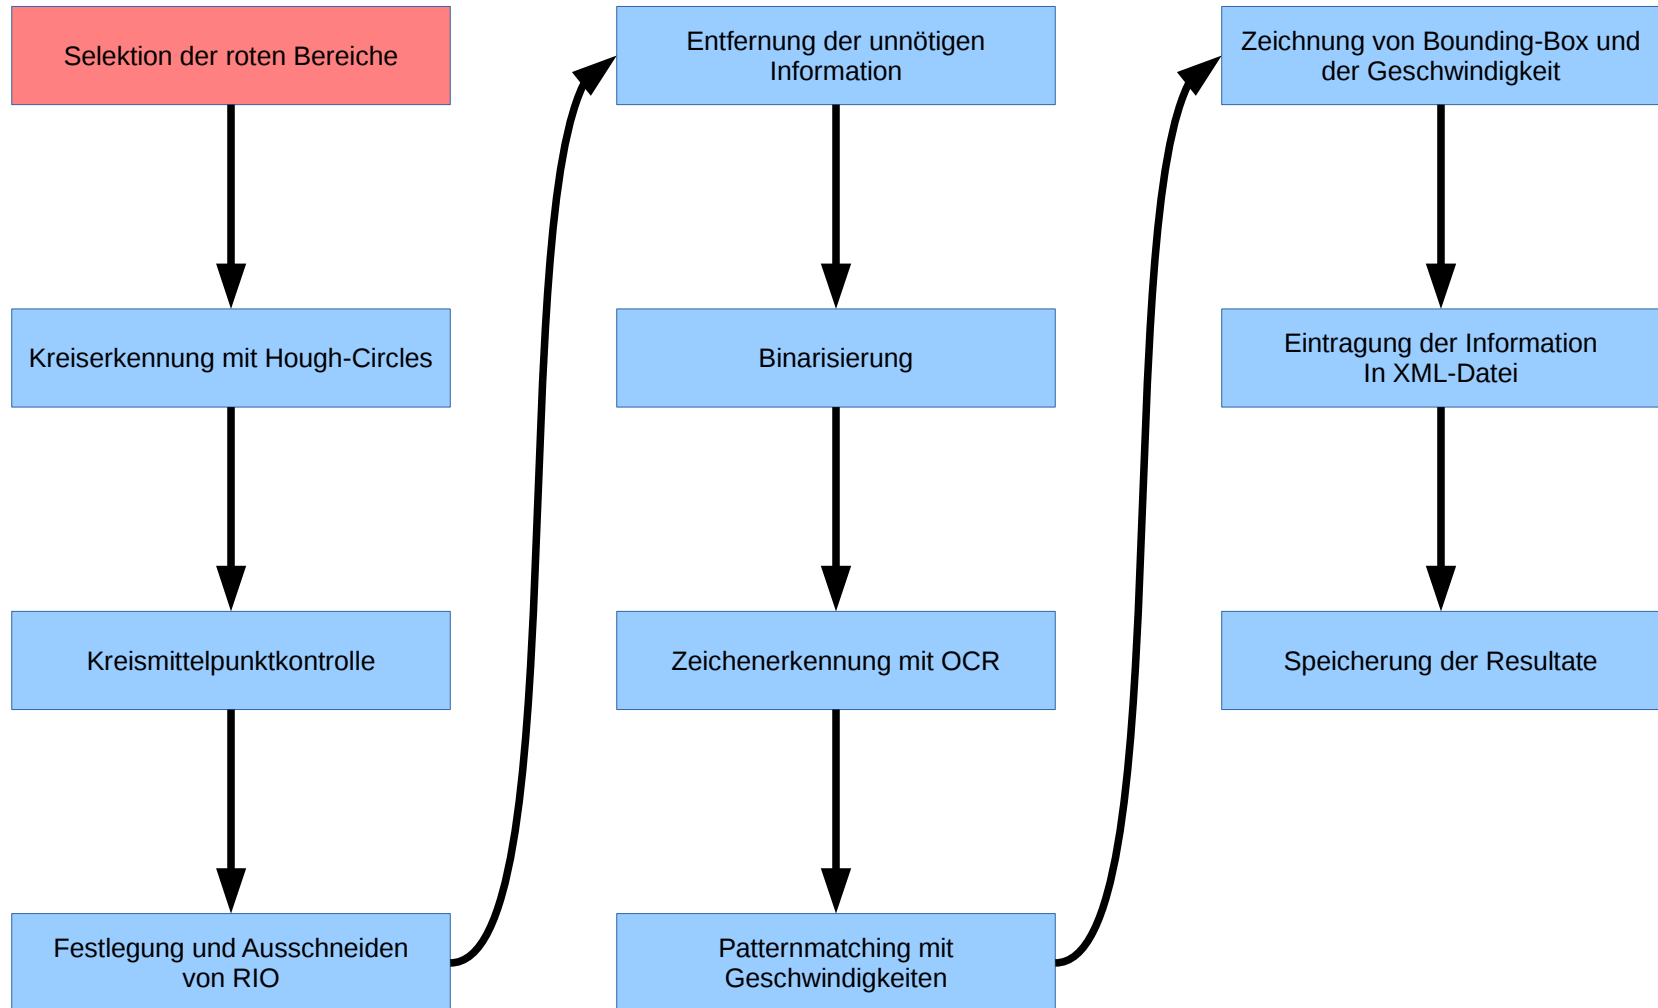 Selektion der roten Bereiche
Kreiserkennung mit Hough-Circles
Kreismittelpunktkontrolle
Festlegung und Ausschneiden
von RIO
Entfernung der unnötigen
Information
Binarisierung
Zeichenerkennung mit OCR
Patternmatching mit
Geschwindigkeiten
Zeichnung von Bounding-Box und
der Geschwindigkeit
Eintragung der Information
In XML-Datei
Speicherung der Resultate